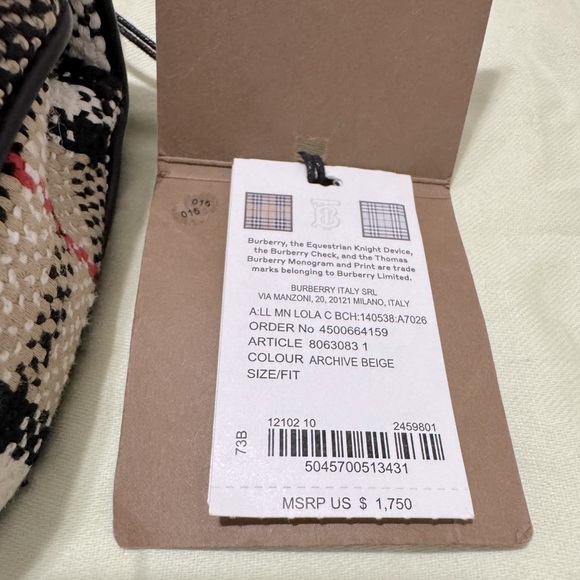 015
015
Burberry, the Equestrian Knight Device,
the Burberry Check, and the Thomas
Burberry Monogram and Print are trade
marks belonging to Burberry Limited.
BURBERRY ITALY SRL
VIA MANZONI, 20, 20121 MILANO, ITALY
A:LL MN LOLA C BCH:140538:A7026
ORDER No 4500664159
ARTICLE 8063083 1
COLOUR ARCHIVE BEIGE
SIZE/FIT
73B
12102 10 2459801
5045700513431
MSRP US $ 1,750